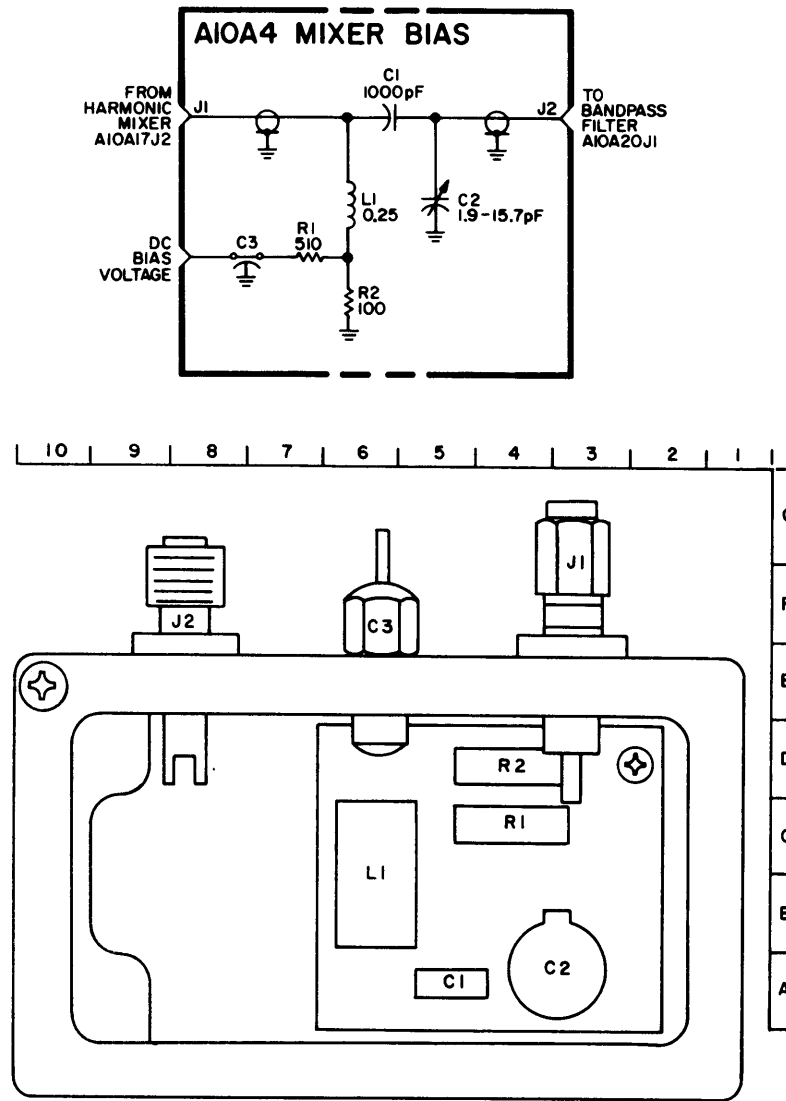 A10A4 MIXER BIAS
C1
1000pF
FROM
HARMONIC
MIXER
A10A17J2
J1
J2
TO
BANDPASS
FILTER
A10A20J1
L1
0.25
C2
1.9-15.7pF
DC
BIAS
VOLTAGE
C3
R1
510
R2
100
10 9 8 7 6 5 4 3 2 1
J1
J2
C3
E
D
R2
R1
C
L1
C2
C1